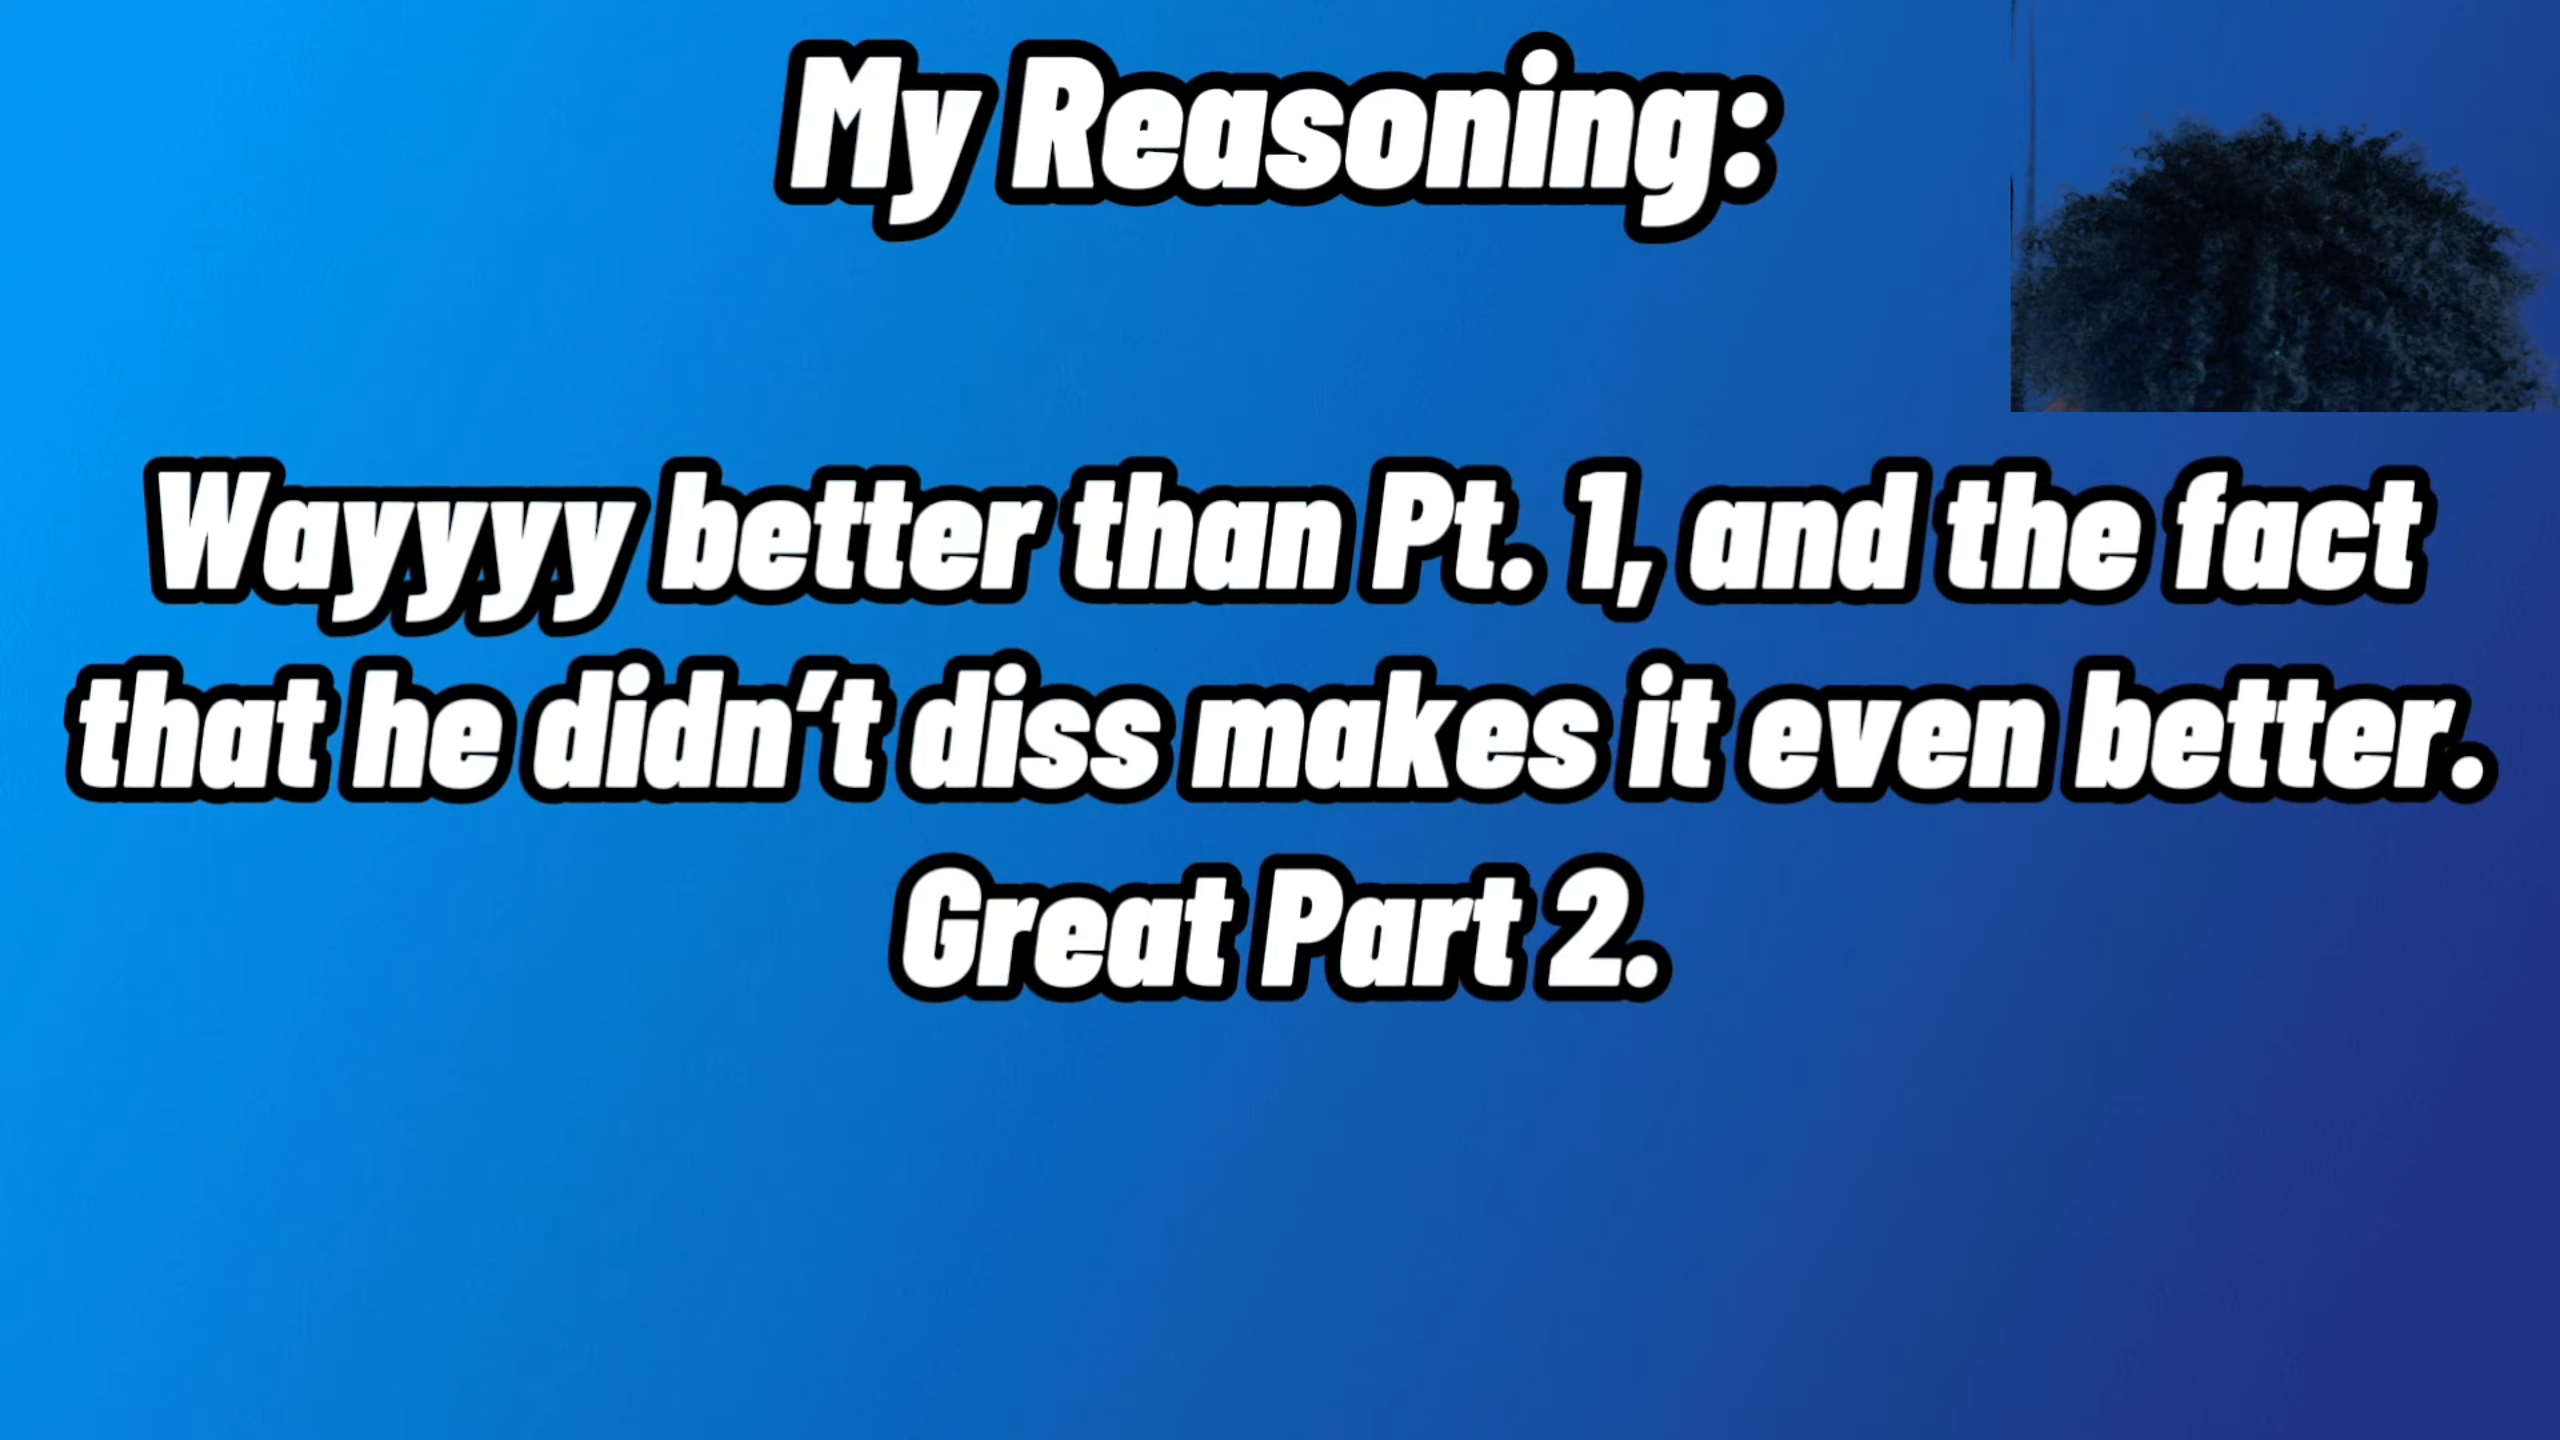 My Reasoning:
Wayyyy better than Pt. 1, and the fact
that he didn't diss makes it even better.
Great Part 2.